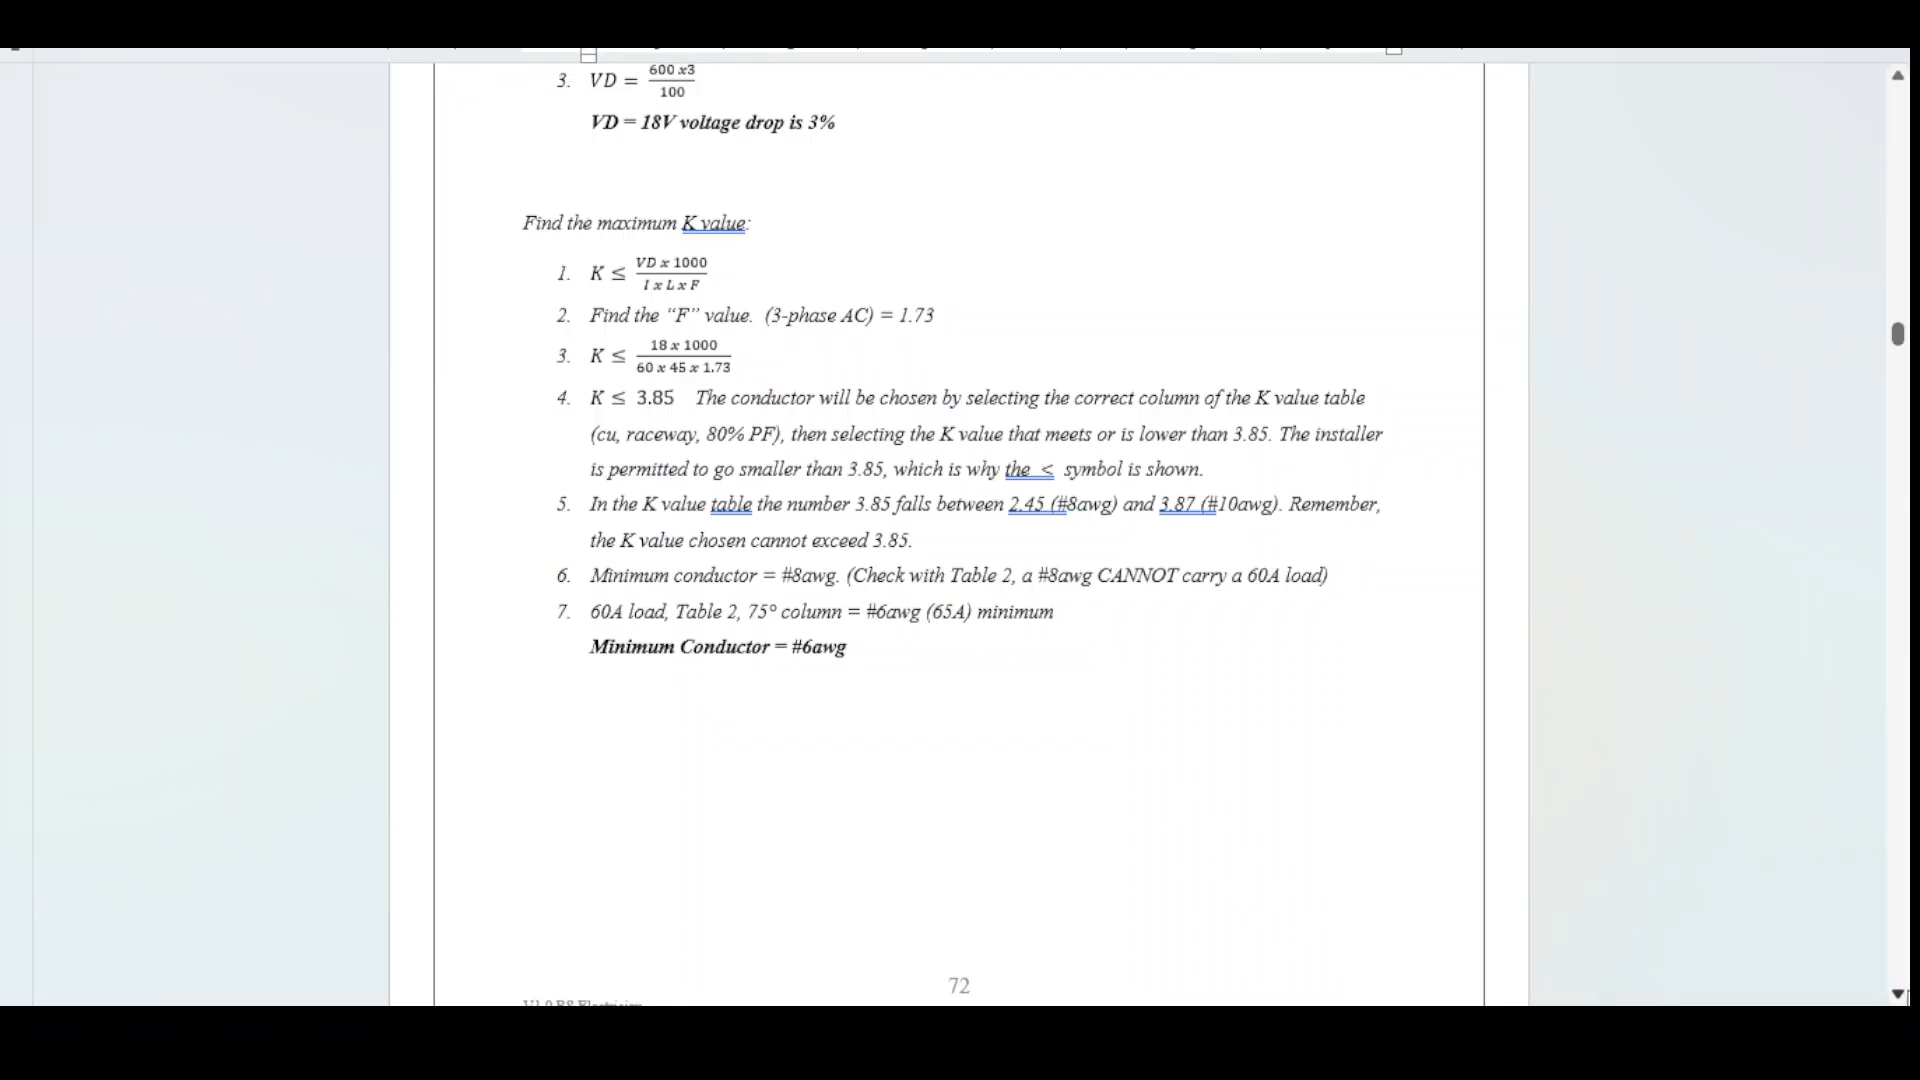 3. VD = 600 x3 / 100
VD = 18V voltage drop is 3%
Find the maximum K value:
1. K ≤ VD x 1000 / I x L x F
2. Find the “F” value. (3-phase AC) = 1.73
3. K ≤ 18 x 1000 / 60 x 45 x 1.73
4. K ≤ 3.85 The conductor will be chosen by selecting the correct column of the K value table
(cu, raceway, 80% PF), then selecting the K value that meets or is lower than 3.85. The installer
is permitted to go smaller than 3.85, which is why the < symbol is shown.
5. In the K value table the number 3.85 falls between 2.45 (#8awg) and 3.87 (#10awg). Remember,
the K value chosen cannot exceed 3.85.
6. Minimum conductor = #8awg. (Check with Table 2, a #8awg CANNOT carry a 60A load)
7. 60A load, Table 2, 75° column = #6awg (65A) minimum
Minimum Conductor = #6awg
72